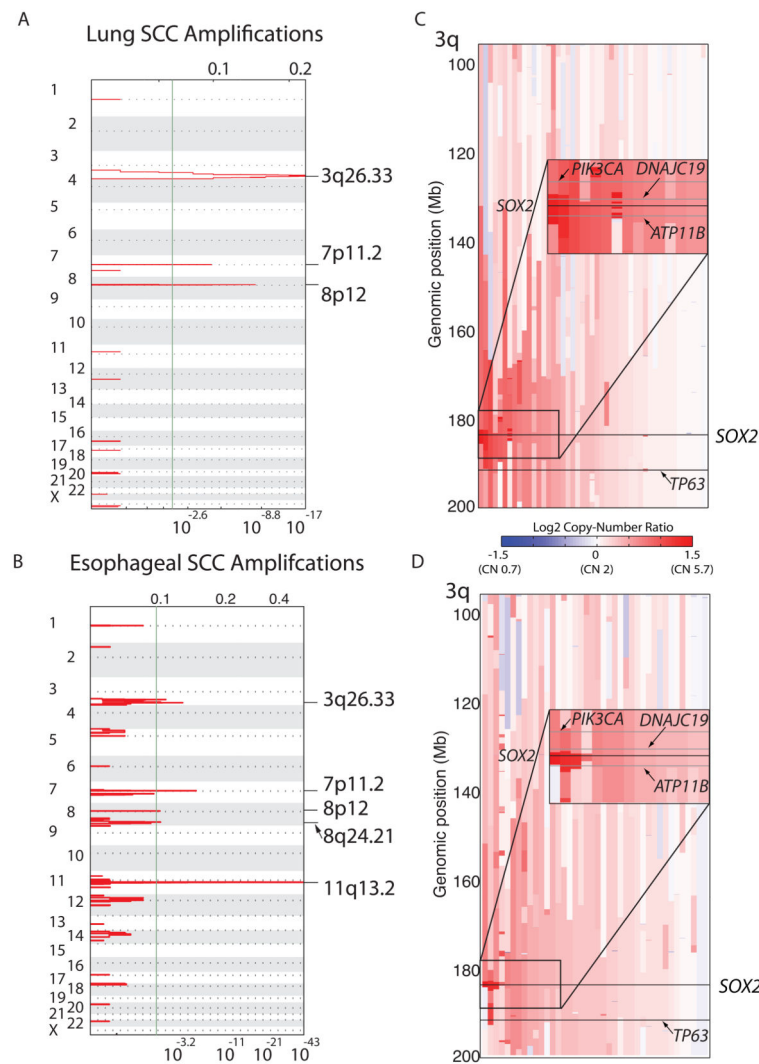 A
Lung SCC Amplifications
0.1 0.2
1
2
3
4
5
6
7
8
9
10
11
12
13
14
15
16
17
18
19
20
21 22
X
3q26.33
7p11.2
8p12
10 -2.6 10 -8.8 10 -17
B
Esophageal SCC Amplifcations
0.1 0.2 0.4
1
2
3
4
5
6
7
8
9
10
11
12
13
14
15
16
17
18
19
20
21
22
X
3q26.33
7p11.2
8p12
8q24.21
11q13.2
10 -3.2 10 -11 10 -21 10 -43
C
3q
Genomic position (Mb)
100
120
140
160
180
200
PIK3CA
DNAJC19
SOX2
ATP11B
SOX2
TP63
Log2 Copy-Number Ratio
-1.5 0 1.5
(CN 0.7) (CN 2) (CN 5.7)
D
3q
Genomic position (Mb)
100
120
140
160
180
200
PIK3CA
DNAJC19
SOX2
ATP11B
SOX2
TP63